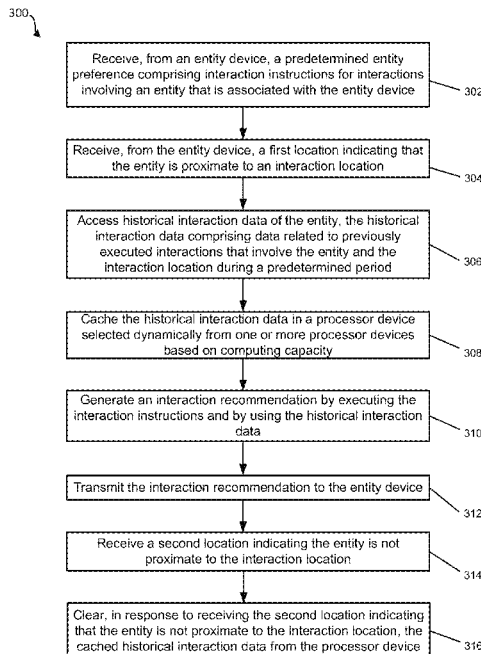 300
Receive, from an entity device, a predetermined entity
preference comprising interaction instructions for interactions
involving an entity that is associated with the entity device
302
Receive, from the entity device, a first location indicating that
the entity is proximate to an interaction location
304
Access historical interaction data of the entity, the historical
interaction data comprising data related to previously
executed interactions that involve the entity and the
interaction location during a predetermined period
306
Cache the historical interaction data in a processor device
selected dynamically from one or more processor devices
based on computing capacity
308
Generate an interaction recommendation by executing the
interaction instructions and by using the historical interaction
data
310
Transmit the interaction recommendation to the entity device
312
Receive a second location indicating the entity is not
proximate to the interaction location
314
Clear, in response to receiving the second location indicating
that the entity is not proximate to the interaction location, the
cached historical interaction data from the processor device
316